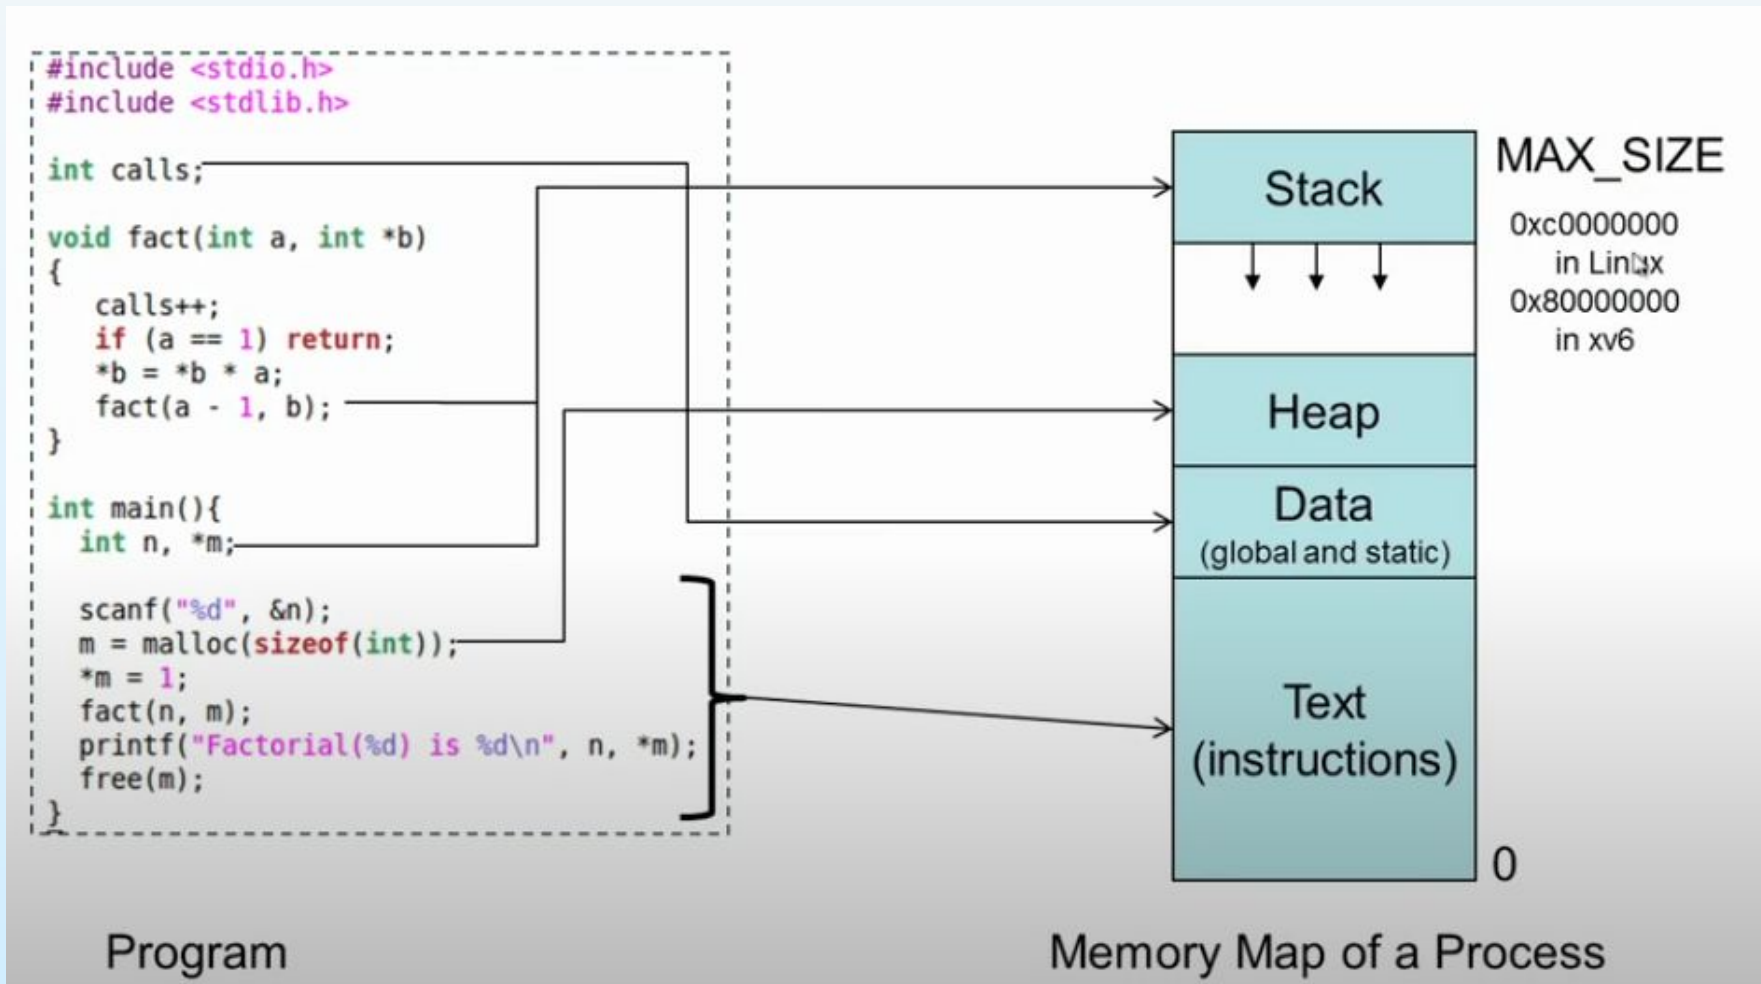 #include <stdio.h>
#include <stdlib.h>
int calls;
void fact(int a, int *b)
{
calls++;
if (a == 1) return;
*b = *b * a;
fact(a - 1, b);
}
int main(){
int n, *m;
scanf("%d", &n);
m = malloc(sizeof(int));
*m = 1;
fact(n, m);
printf("Factorial(%d) is %d\n", n, *m);
free(m);
}
Program
Stack
Heap
Data
(global and static)
Text
(instructions)
MAX_SIZE
0xc0000000
in Linux
0x80000000
in xv6
0
Memory Map of a Process